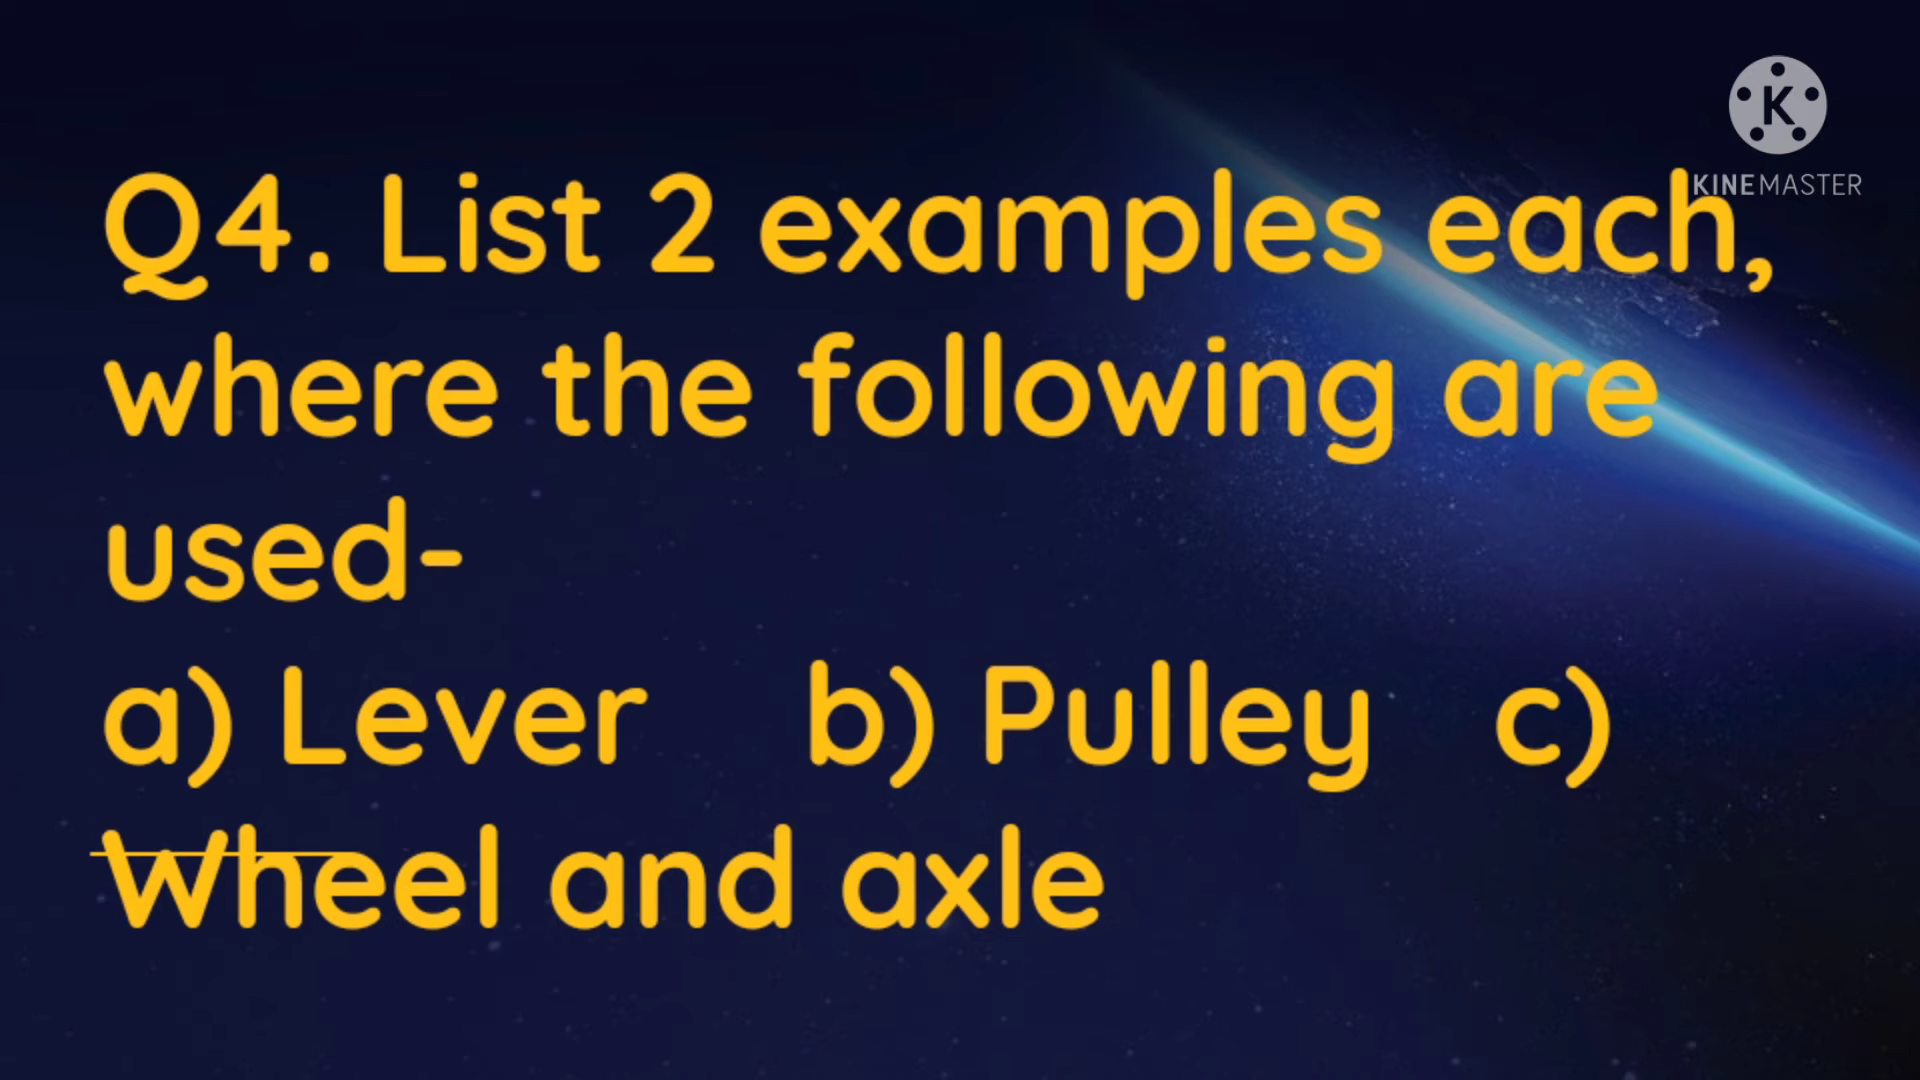 K
KINEMASTER
Q4. List 2 examples each,
where the following are
used-
a) Lever b) Pulley c)
Wheel and axle